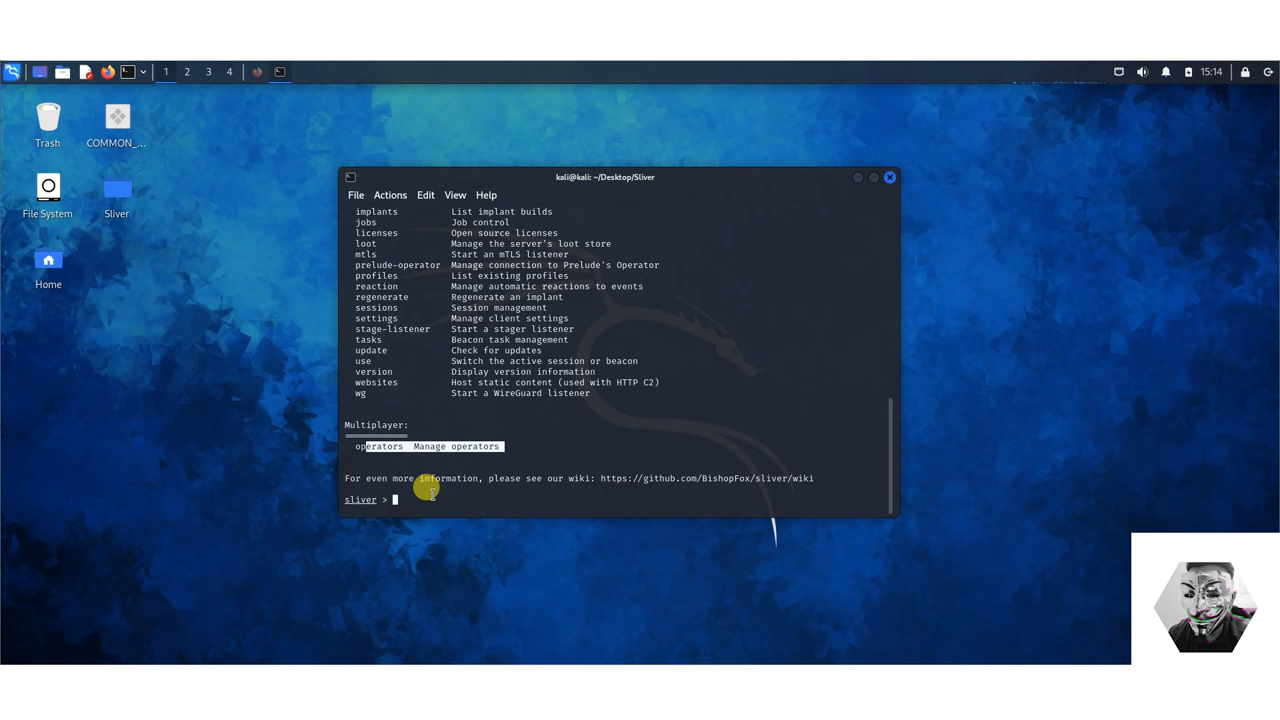 1 2 3 4 15:14
Trash COMMON_...
File System Sliver
Home
kali@kali: ~/Desktop/Sliver
File Actions Edit View Help
implants List implant builds
jobs Job control
licenses Open source licenses
loot Manage the server's loot store
mtls Start an mTLS listener
prelude-operator Manage connection to Prelude's Operator
profiles List existing profiles
reaction Manage automatic reactions to events
regenerate Regenerate an implant
sessions Session management
settings Manage client settings
stage-listener Start a stager listener
tasks Beacon task management
update Check for updates
use Switch the active session or beacon
version Display version information
websites Host static content (used with HTTP C2)
wg Start a WireGuard listener
Multiplayer:
operators Manage operators
For even more information, please see our wiki: https://github.com/BishopFox/sliver/wiki
sliver >